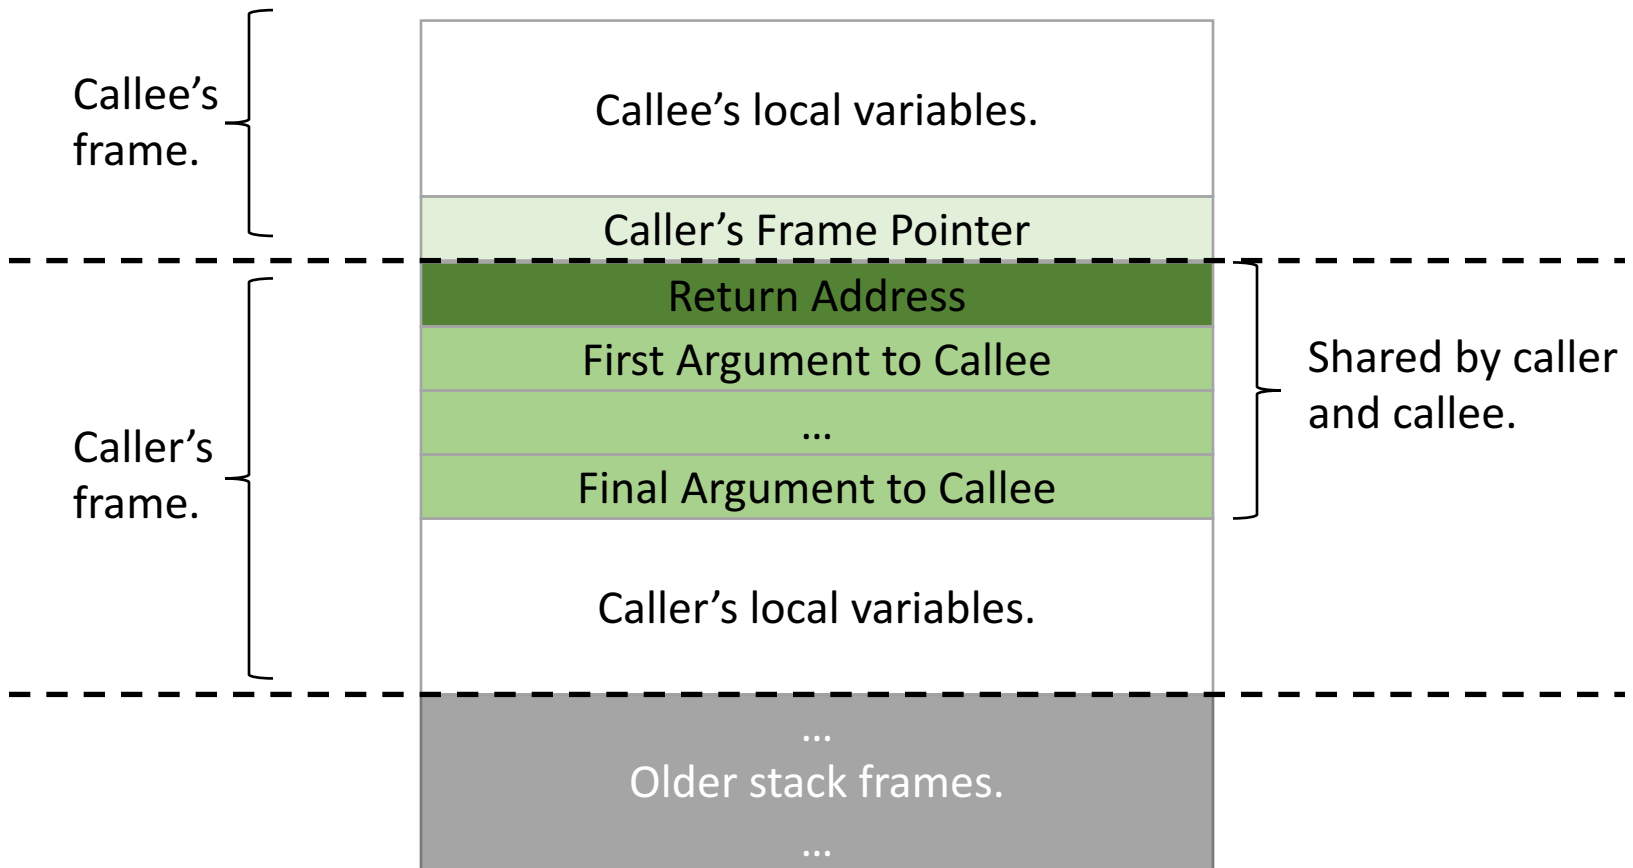 Callee’s
frame.
Callee’s local variables.
Caller’s Frame Pointer
Return Address
First Argument to Callee
…
Final Argument to Callee
Shared by caller
and callee.
Caller’s
frame.
Caller’s local variables.
…
Older stack frames.
…